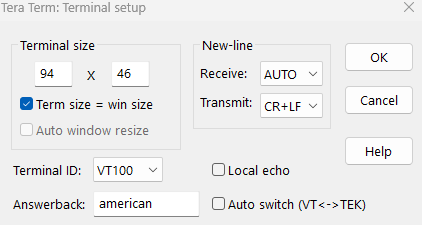 Tera Term: Terminal setup
Terminal size
94 X 46
Term size = win size
Auto window resize
New-line
Receive: AUTO
Transmit: CR+LF
OK
Cancel
Help
Terminal ID: VT100
Local echo
Answerback: american
Auto switch (VT<->TEK)